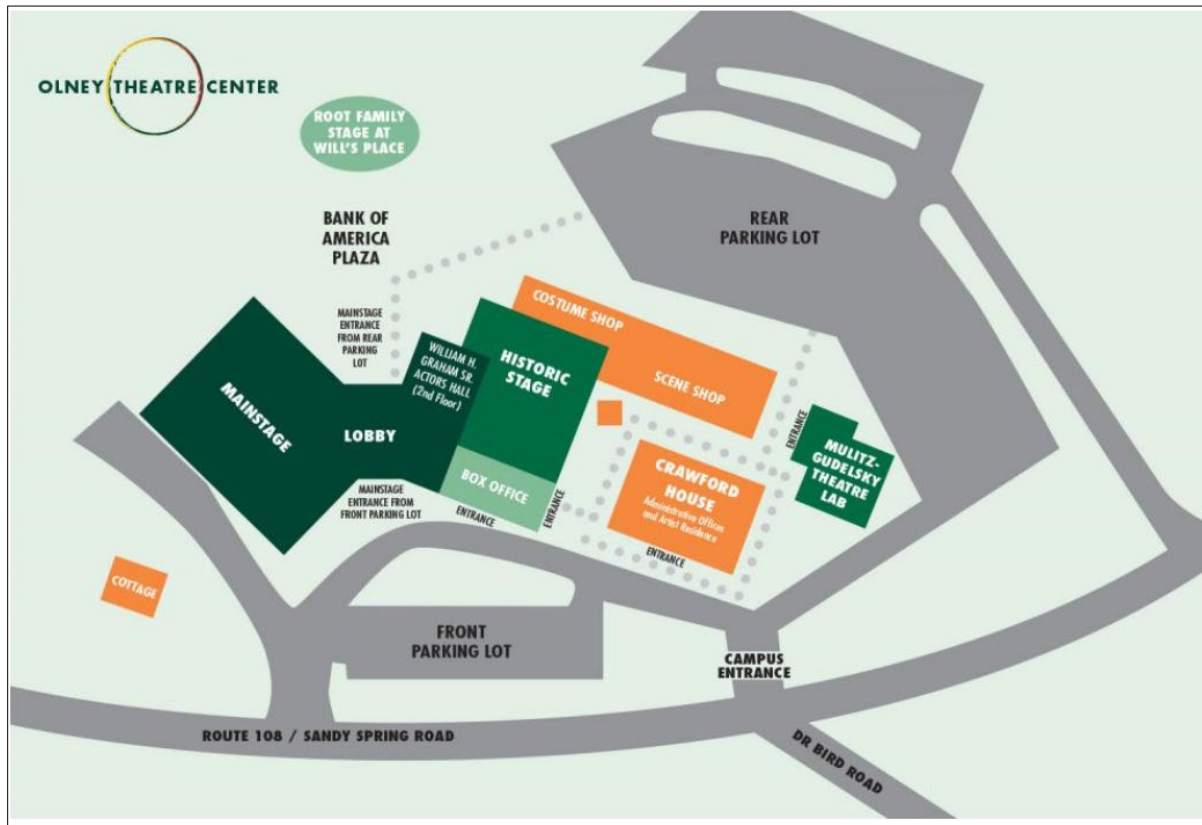 OLNEY THEATRE CENTER
ROOT FAMILY
STAGE AT
WILL'S PLACE
BANK OF
AMERICA
PLAZA
REAR
PARKING LOT
MAINSTAGE
ENTRANCE
FROM REAR
PARKING
LOT
COSTUME SHOP
SCENE SHOP
WILLIAM H.
GRAHAM SR.
ACTORS HALL
(2nd Floor)
HISTORIC
STAGE
MAINSTAGE
LOBBY
BOX OFFICE
ENTRANCE
ENTRANCE
MAINSTAGE
ENTRANCE FROM
FRONT PARKING LOT
CRAWFORD
HOUSE
Administrative Offices
and Artist Residence
ENTRANCE
ENTRANCE
MULITZ-
GUDELSKY
THEATRE
LAB
COTTAGE
FRONT
PARKING LOT
CAMPUS
ENTRANCE
ROUTE 108 / SANDY SPRING ROAD
DR BIRD ROAD